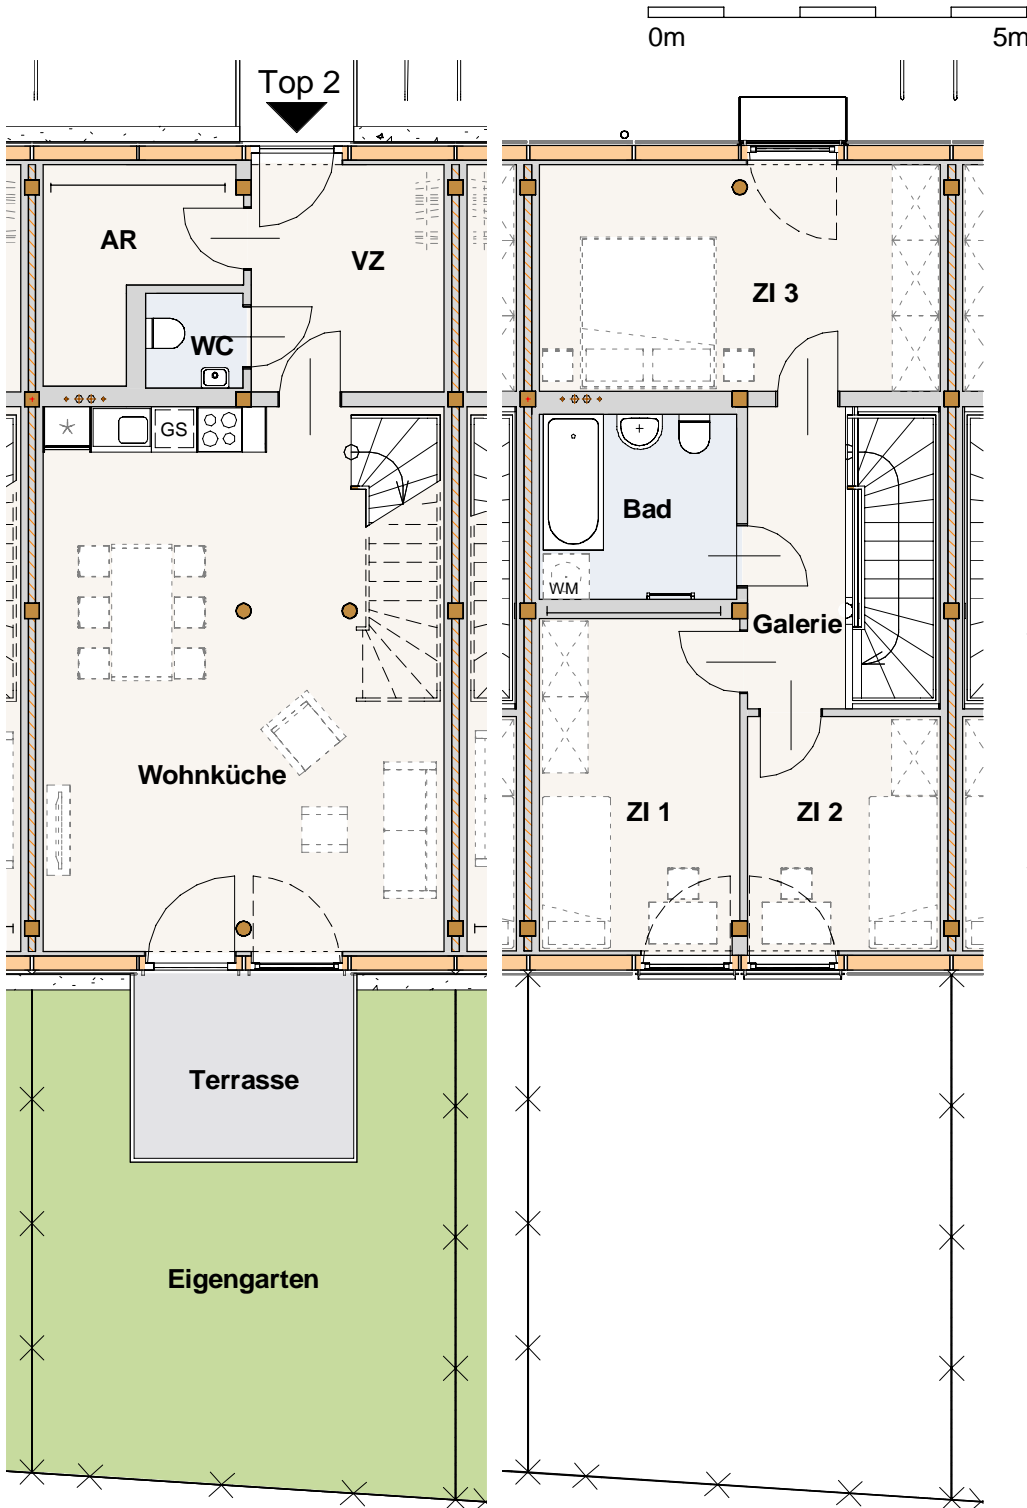 0m 5m
Top 2
AR
VZ
ZI 3
WC
GS
Bad
WM
Galerie
Wohnküche
ZI 1
ZI 2
Terrasse
Eigengarten